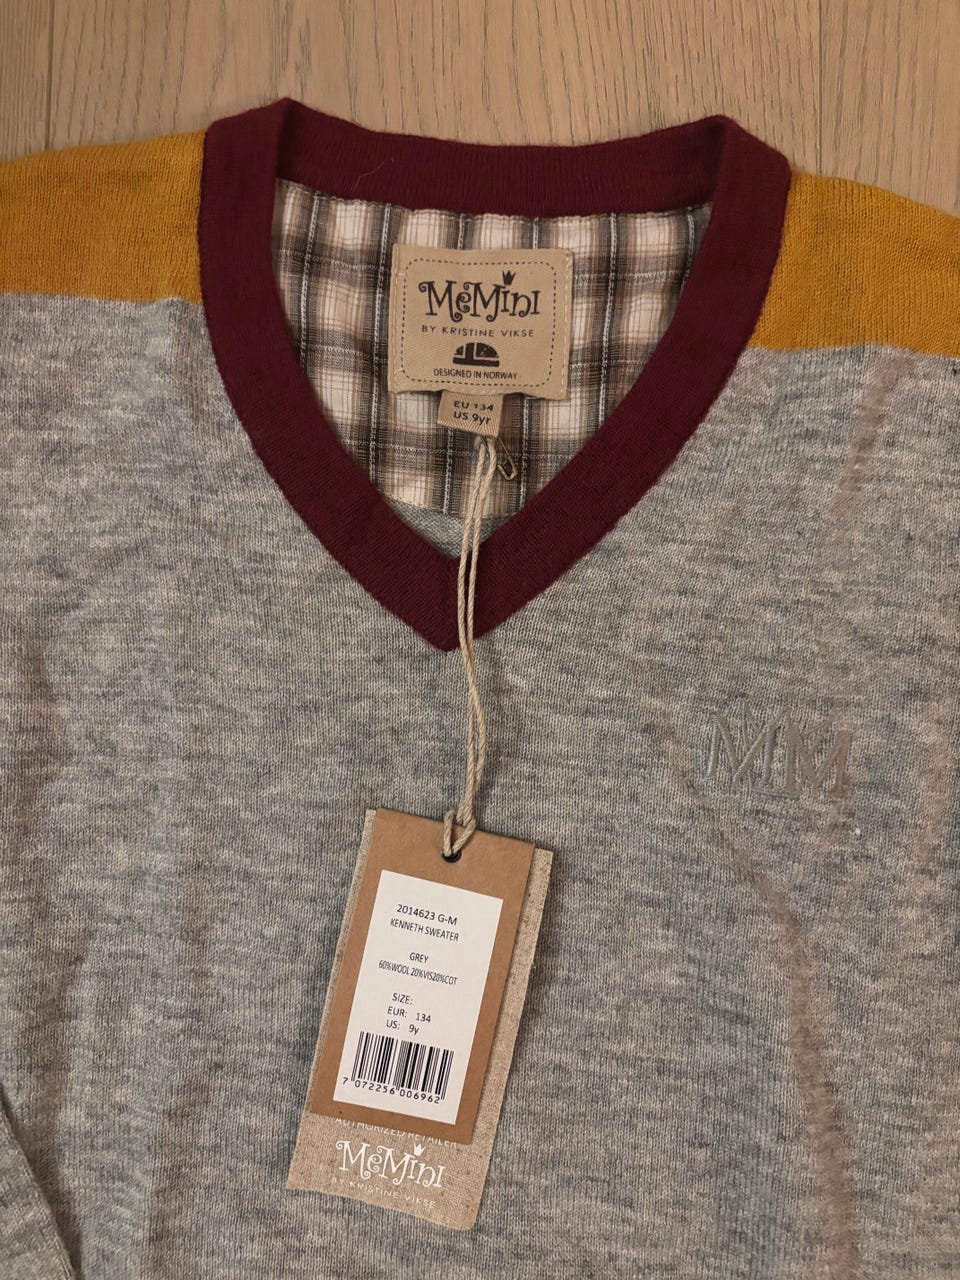 MeMini
BY KRISTINE VIKSE
DESIGNED IN NORWAY
EU 134
US 9yr
MM
2014623 G-M
KENNETH SWEATER
GREY
60%WOOL 20%VIS20%COT
SIZE:
EUR: 134
US: 9y
7 072256 006962
AUTHORIZED RETAILER
MeMini
BY KRISTINE VIKSE